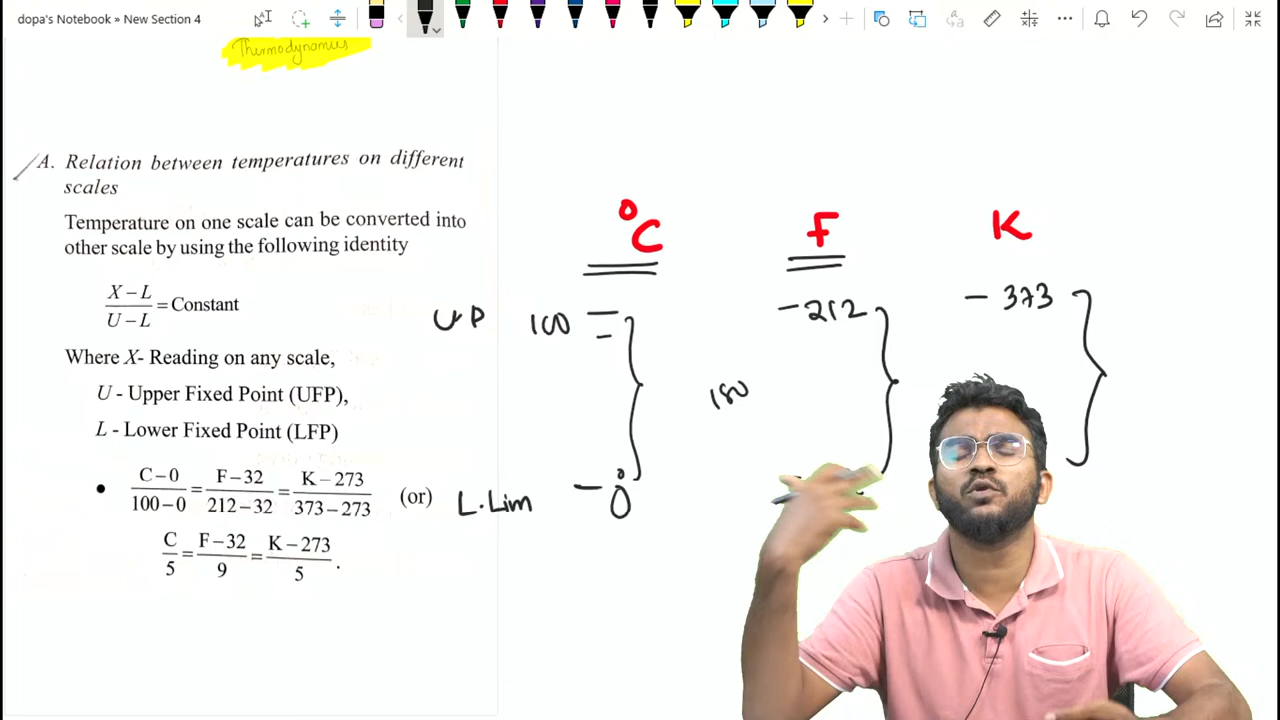 dopa's Notebook » New Section 4
Thermodynamics
A. Relation between temperatures on different
scales
Temperature on one scale can be converted into
other scale by using the following identity
X – L / U – L = Constant
Where X- Reading on any scale,
U - Upper Fixed Point (UFP),
L - Lower Fixed Point (LFP)
• C – 0 / 100 – 0 = F – 32 / 212 – 32 = K – 273 / 373 – 273 (or)
C / 5 = F – 32 / 9 = K – 273 / 5 .
°C F K
U.P 100 – 212 – 373
180
L.Lim – 0